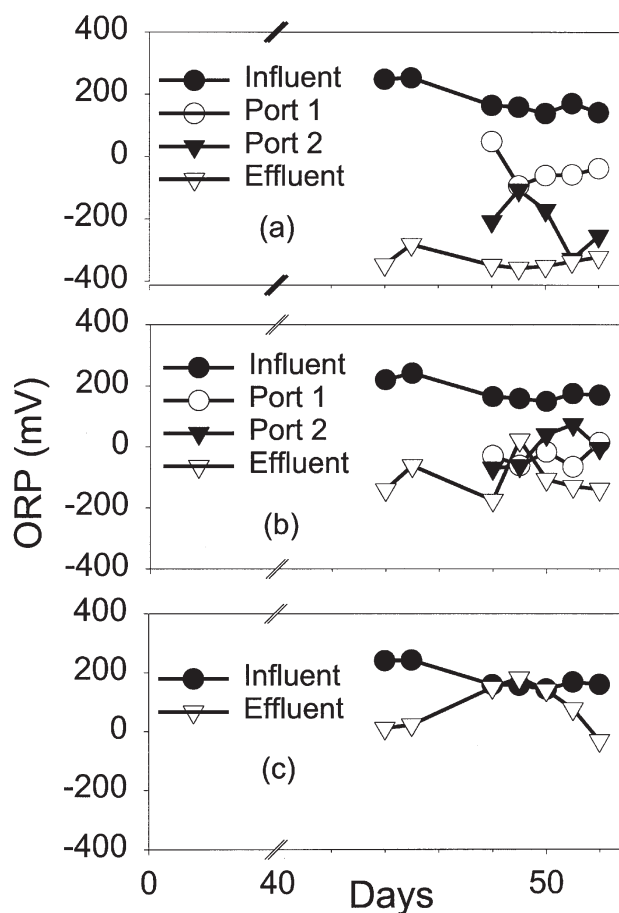 400
200
0
-200
-400
Influent
Port 1
Port 2
Effluent
(a)
400
200
0
-200
-400
Influent
Port 1
Port 2
Effluent
(b)
400
200
0
-200
-400
Influent
Effluent
(c)
ORP (mV)
0
40
50
Days